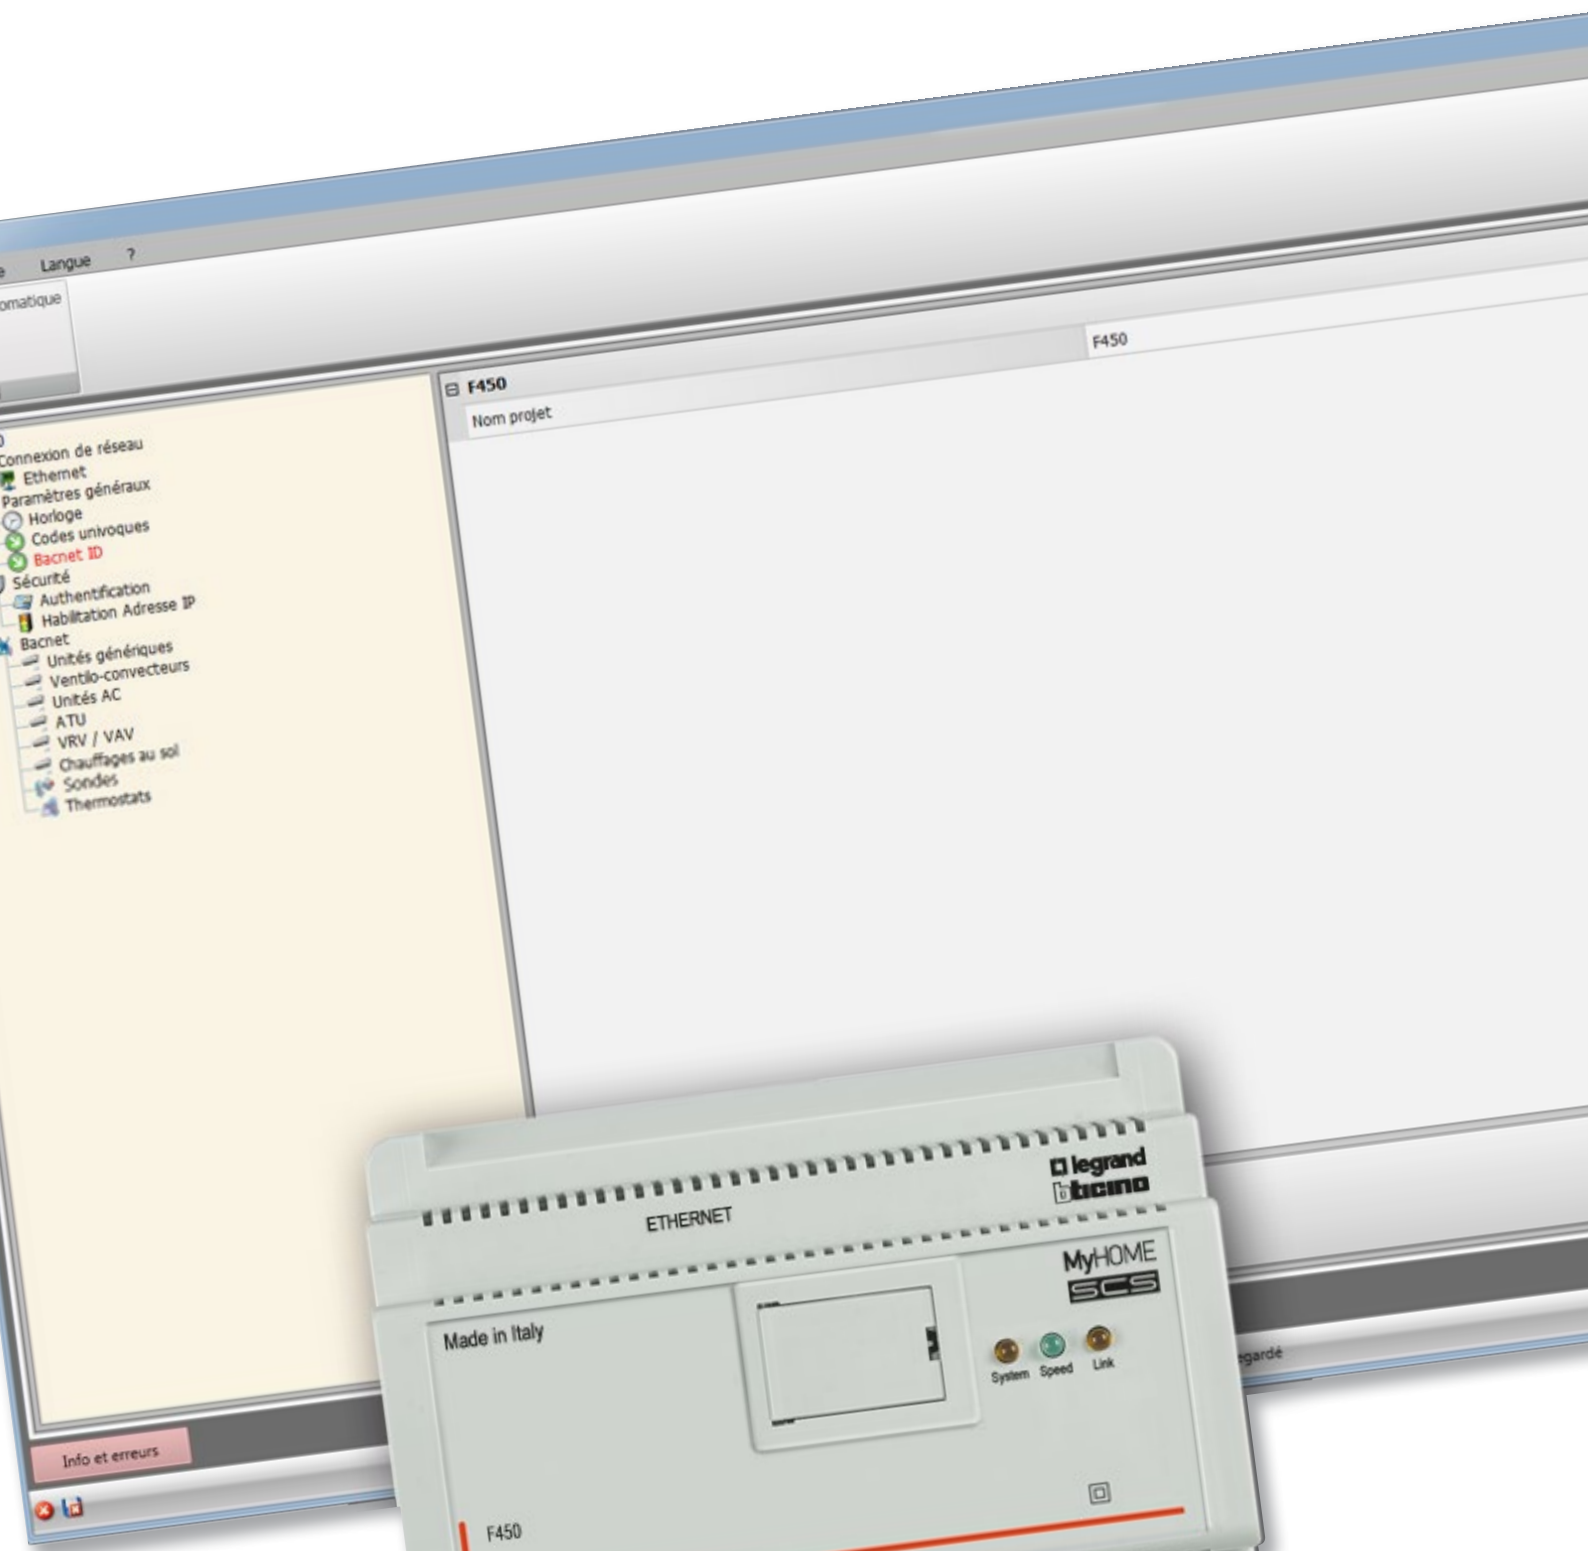 Langue ?
omatique
F450
F450
Nom projet
Connexion de réseau
Ethernet
Paramètres généraux
Horloge
Codes univoques
Bacnet ID
Sécurité
Authentification
Habilitation Adresse IP
Bacnet
Unités génériques
Ventilo-convecteurs
Unités AC
ATU
VRV / VAV
Chauffages au sol
Sondes
Thermostats
legrand
bticino
ETHERNET
MyHOME
SCS
Made in Italy
System Speed Link
egardé
Info et erreurs
F450